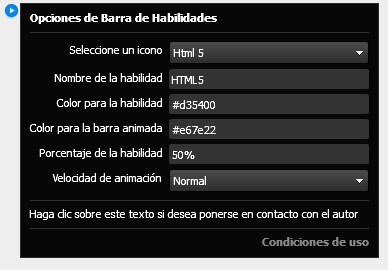 Opciones de Barra de Habilidades
Seleccione un icono Html 5
Nombre de la habilidad HTML5
Color para la habilidad #d35400
Color para la barra animada #e67e22
Porcentaje de la habilidad 50%
Velocidad de animación Normal
Haga clic sobre este texto si desea ponerse en contacto con el autor
Condiciones de uso